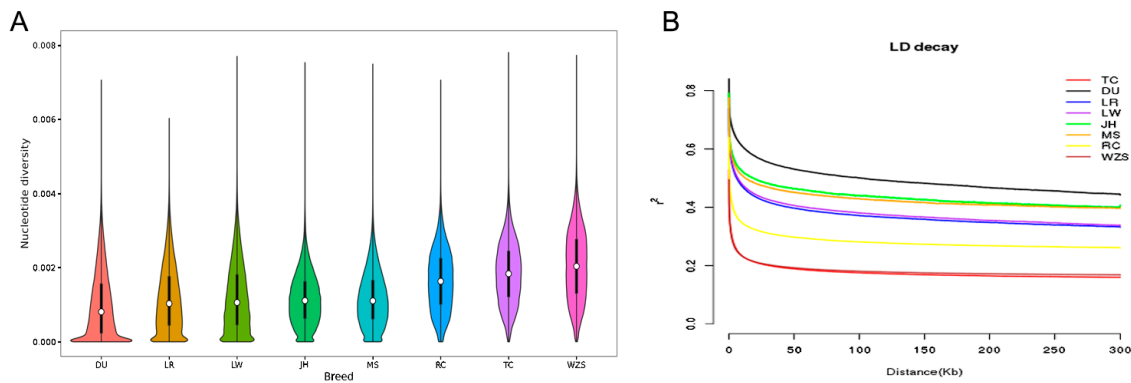 A
0.008
0.006
0.004
0.002
0.000
Nucleotide diversity
DU LR LW JH MS RC TC WZS
Breed
B
LD decay
0.8
0.6
0.4
0.2
0.0
r²
TC
DU
LR
LW
JH
MS
RC
WZS
0 50 100 150 200 250 300
Distance(Kb)